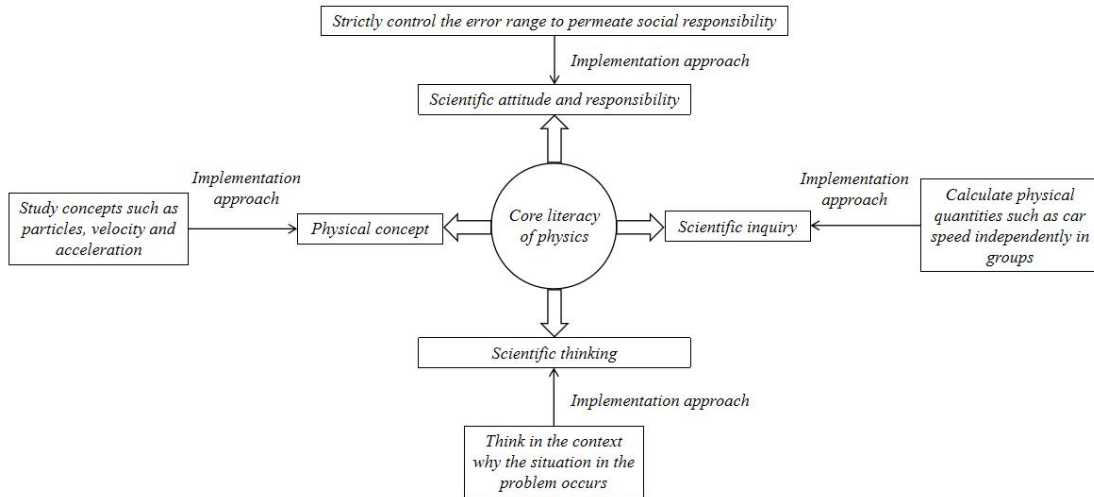 Strictly control the error range to permeate social responsibility
Implementation approach
Scientific attitude and responsibility
Implementation
approach
Study concepts such as
particles, velocity and
acceleration
Physical concept
Core literacy
of physics
Scientific inquiry
Implementation
approach
Calculate physical
quantities such as car
speed independently in
groups
Scientific thinking
Implementation approach
Think in the context
why the situation in the
problem occurs